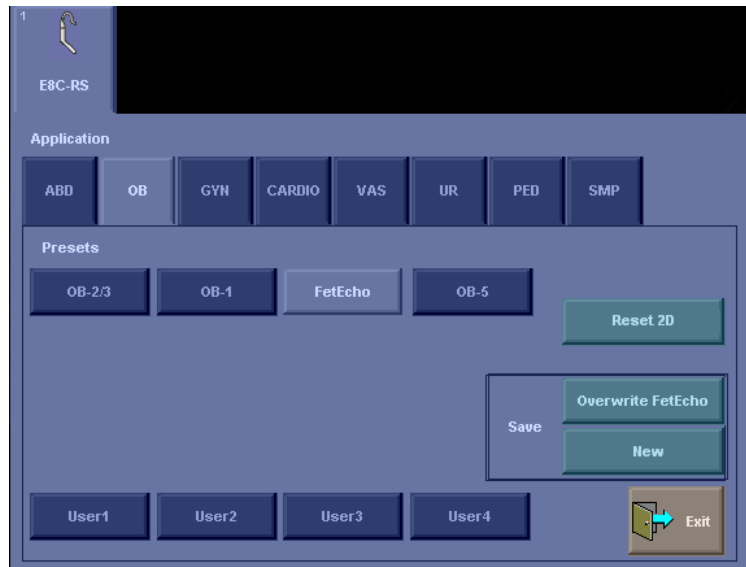 1
E8C-RS
Application
ABD OB GYN CARDIO VAS UR PED SMP
Presets
OB-2/3 OB-1 FetEcho OB-5
Reset 2D
Overwrite FetEcho
Save
New
User1 User2 User3 User4 Exit